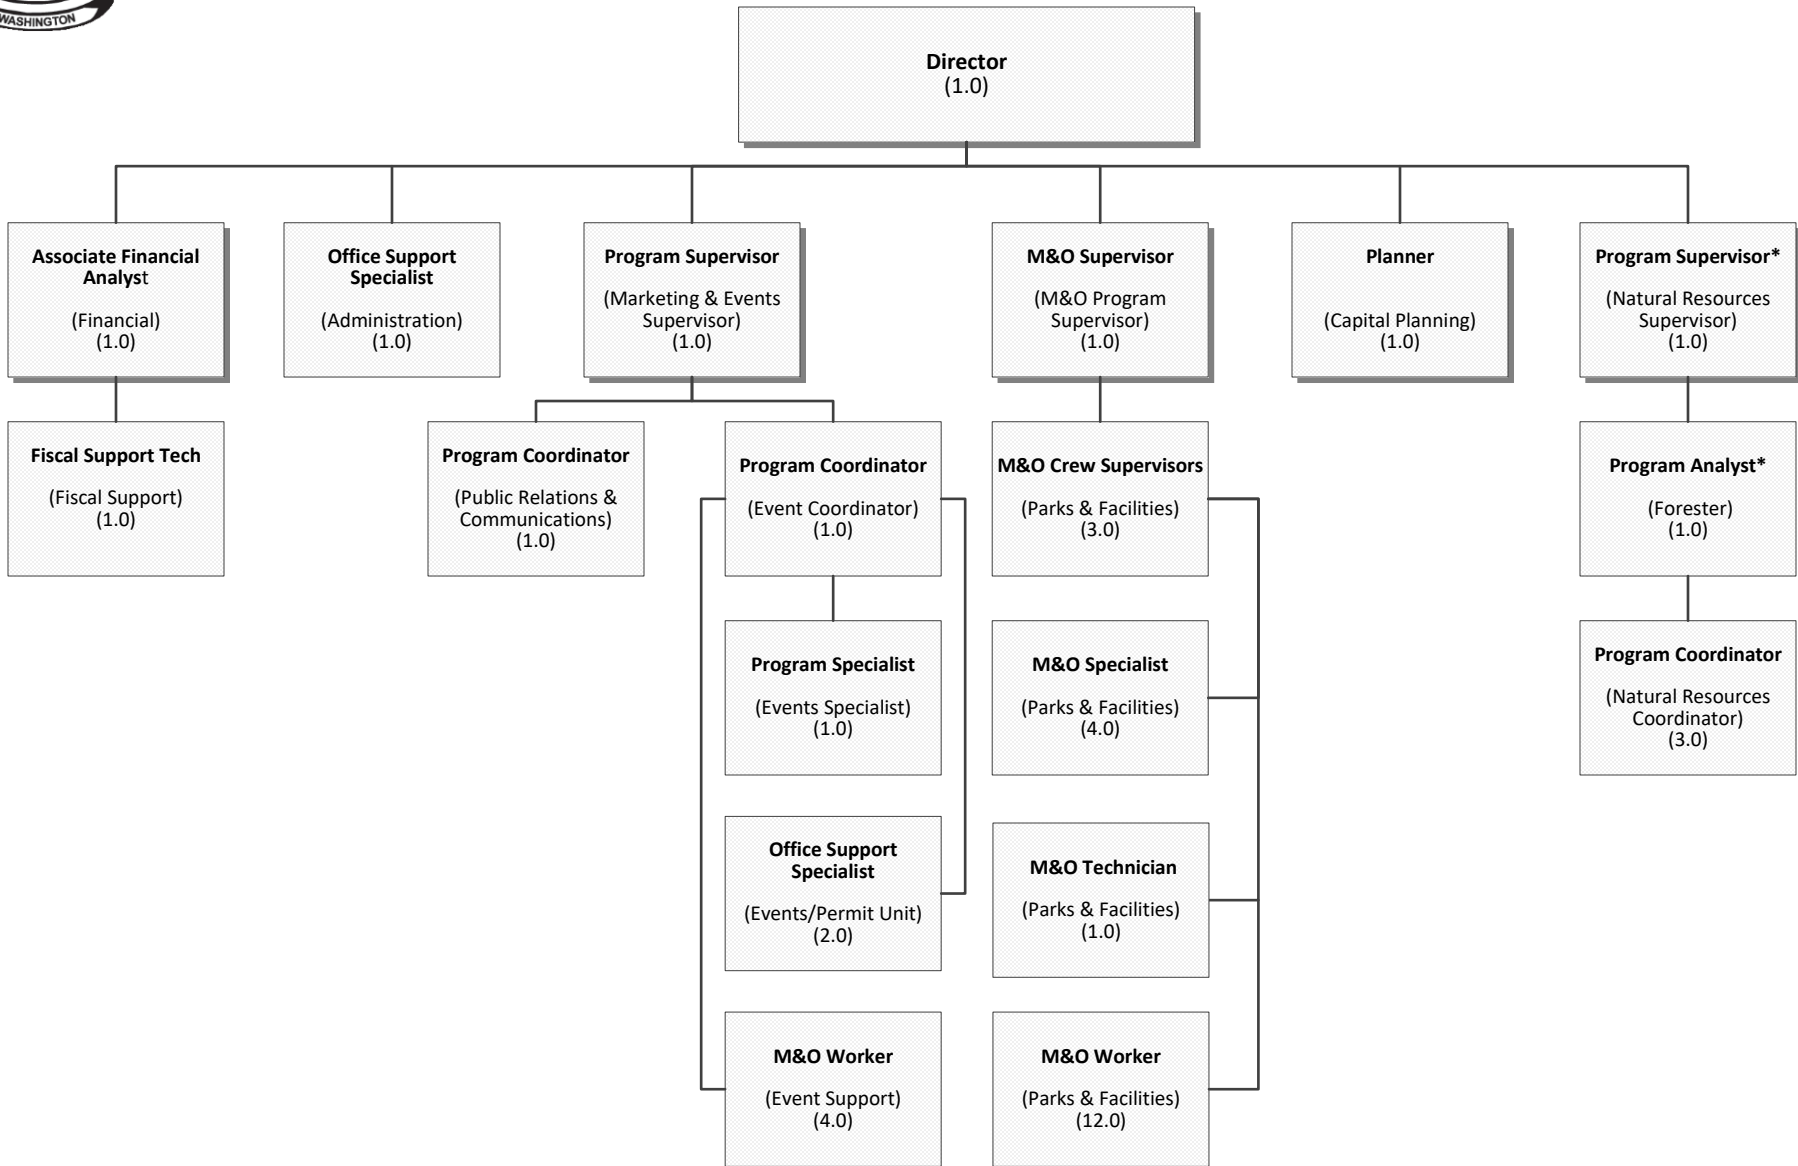 WASHINGTON
Director
(1.0)
Associate Financial
Analyst
(Financial)
(1.0)
Office Support
Specialist
(Administration)
(1.0)
Program Supervisor
(Marketing & Events
Supervisor)
(1.0)
M&O Supervisor
(M&O Program
Supervisor)
(1.0)
Planner
(Capital Planning)
(1.0)
Program Supervisor*
(Natural Resources
Supervisor)
(1.0)
Fiscal Support Tech
(Fiscal Support)
(1.0)
Program Coordinator
(Public Relations &
Communications)
(1.0)
Program Coordinator
(Event Coordinator)
(1.0)
M&O Crew Supervisors
(Parks & Facilities)
(3.0)
Program Analyst*
(Forester)
(1.0)
Program Specialist
(Events Specialist)
(1.0)
M&O Specialist
(Parks & Facilities)
(4.0)
Program Coordinator
(Natural Resources
Coordinator)
(3.0)
Office Support
Specialist
(Events/Permit Unit)
(2.0)
M&O Technician
(Parks & Facilities)
(1.0)
M&O Worker
(Event Support)
(4.0)
M&O Worker
(Parks & Facilities)
(12.0)